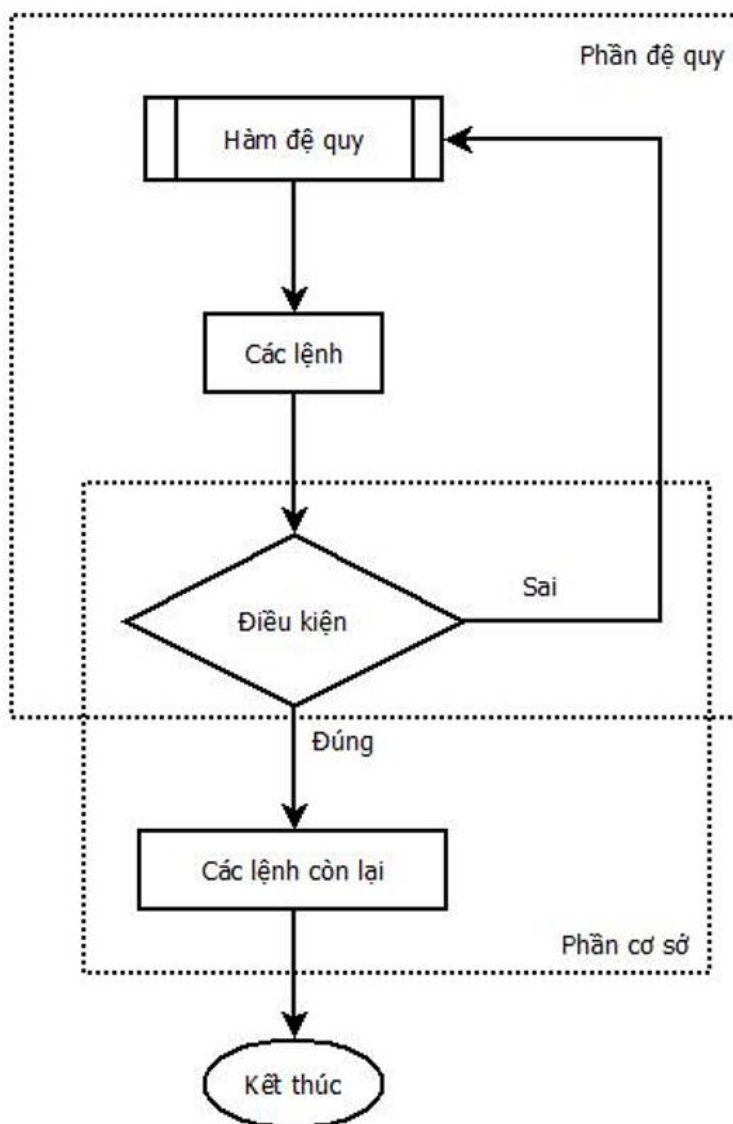 Phần đệ quy
Hàm đệ quy
Các lệnh
Điều kiện
Sai
Đúng
Các lệnh còn lại
Phần cơ sở
Kết thúc